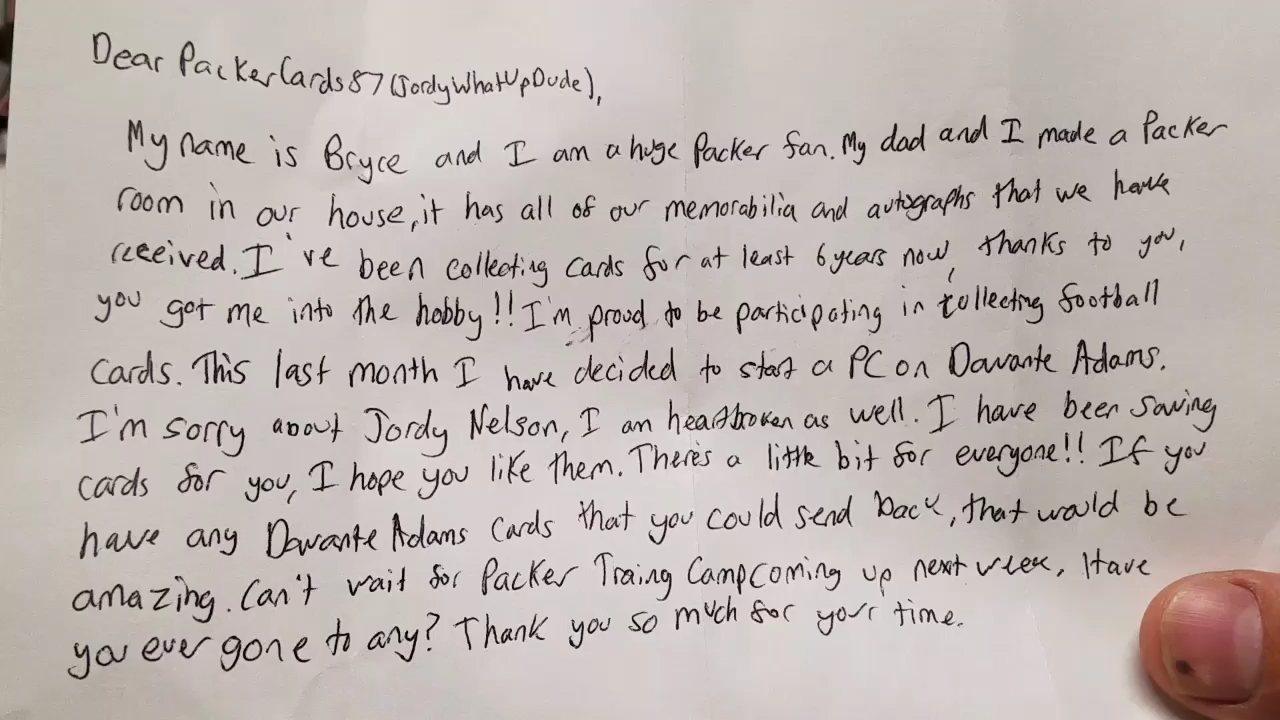 Dear PackerCards87(JordyWhatUpDude),
My name is Bryce and I am a huge Packer fan. My dad and I made a Packer
room in our house, it has all of our memorabilia and autographs that we have
received. I've been collecting cards for at least 6 years now, thanks to you,
you got me into the hobby!! I'm proud to be participating in collecting football
cards. This last month I have decided to start a PC on Davante Adams.
I'm sorry about Jordy Nelson, I am heartbroken as well. I have been saving
cards for you, I hope you like them. There's a little bit for everyone!! If you
have any Davante Adams cards that you could send back, that would be
amazing. Can't wait for Packer Traing Camp coming up next week, Have
you ever gone to any? Thank you so much for your time.